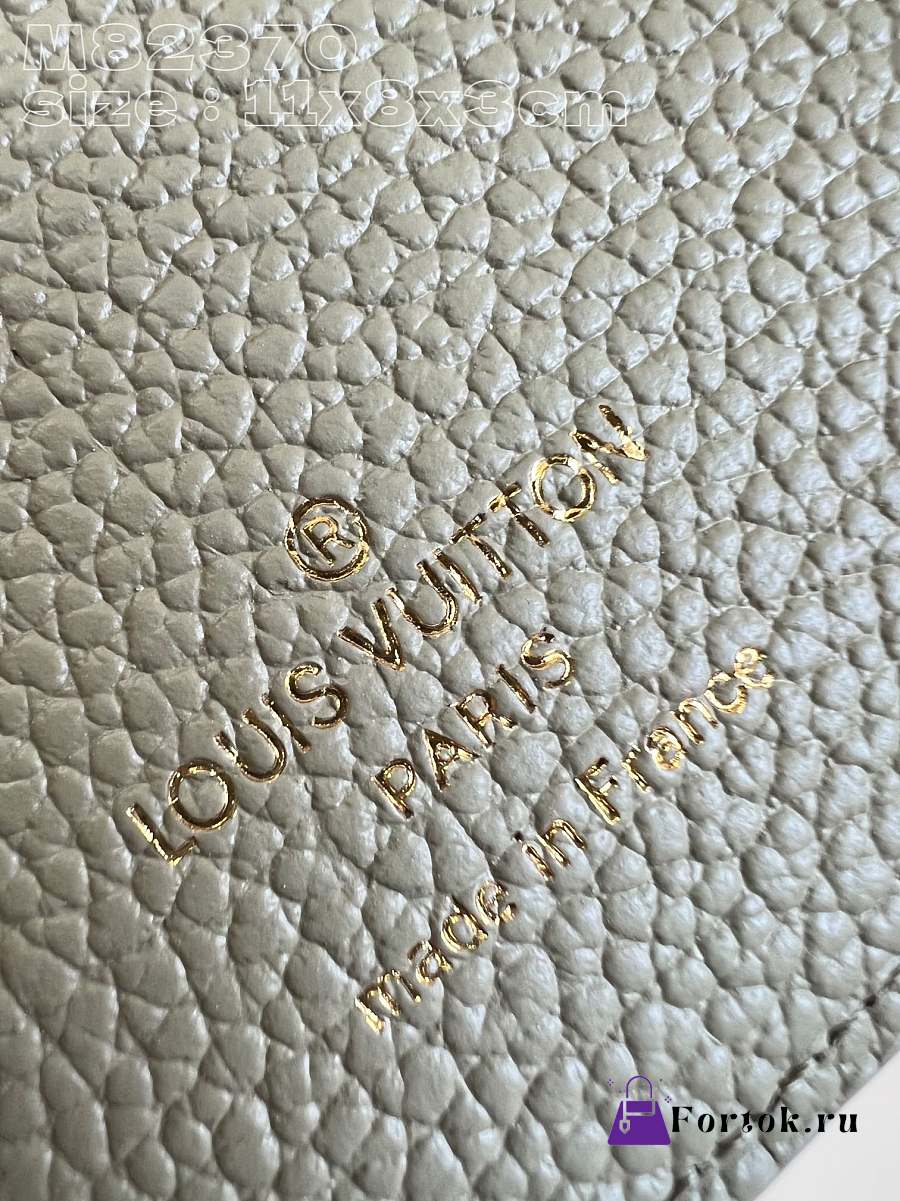 M82370
size : 11x8x3cm
®
LOUIS VUITTON
PARIS
made in France
Fortok.ru